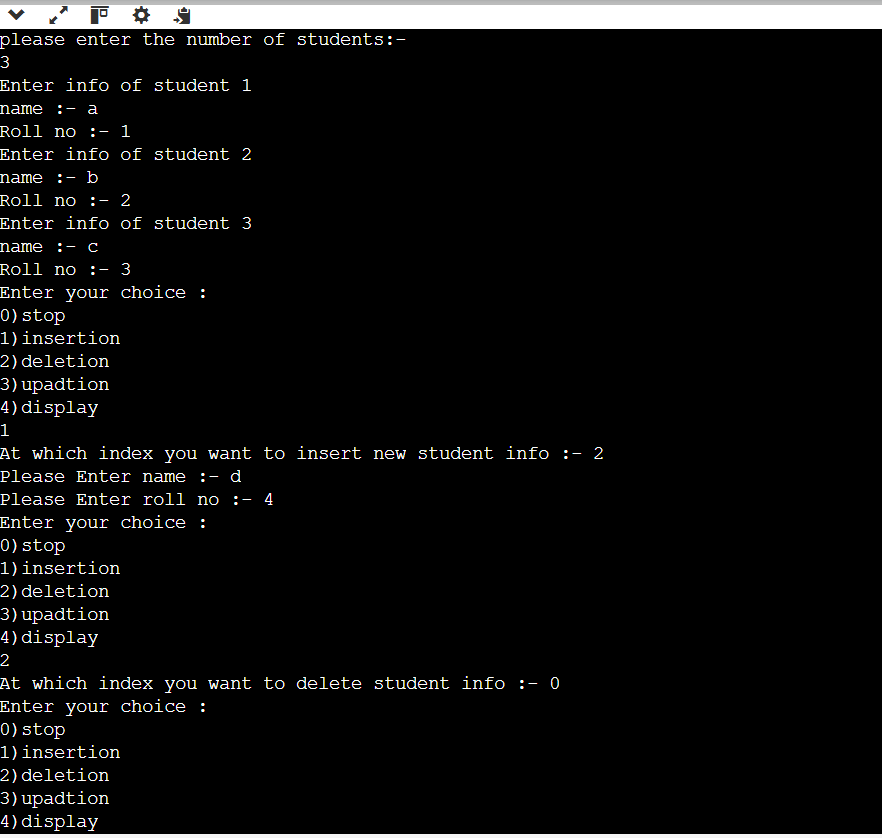 please enter the number of students:-
3
Enter info of student 1
name :- a
Roll no :- 1
Enter info of student 2
name :- b
Roll no :- 2
Enter info of student 3
name :- c
Roll no :- 3
Enter your choice :
0)stop
1)insertion
2)deletion
3)upadtion
4)display
1
At which index you want to insert new student info :- 2
Please Enter name :- d
Please Enter roll no :- 4
Enter your choice :
0)stop
1)insertion
2)deletion
3)upadtion
4)display
2
At which index you want to delete student info :- 0
Enter your choice :
0)stop
1)insertion
2)deletion
3)upadtion
4)display